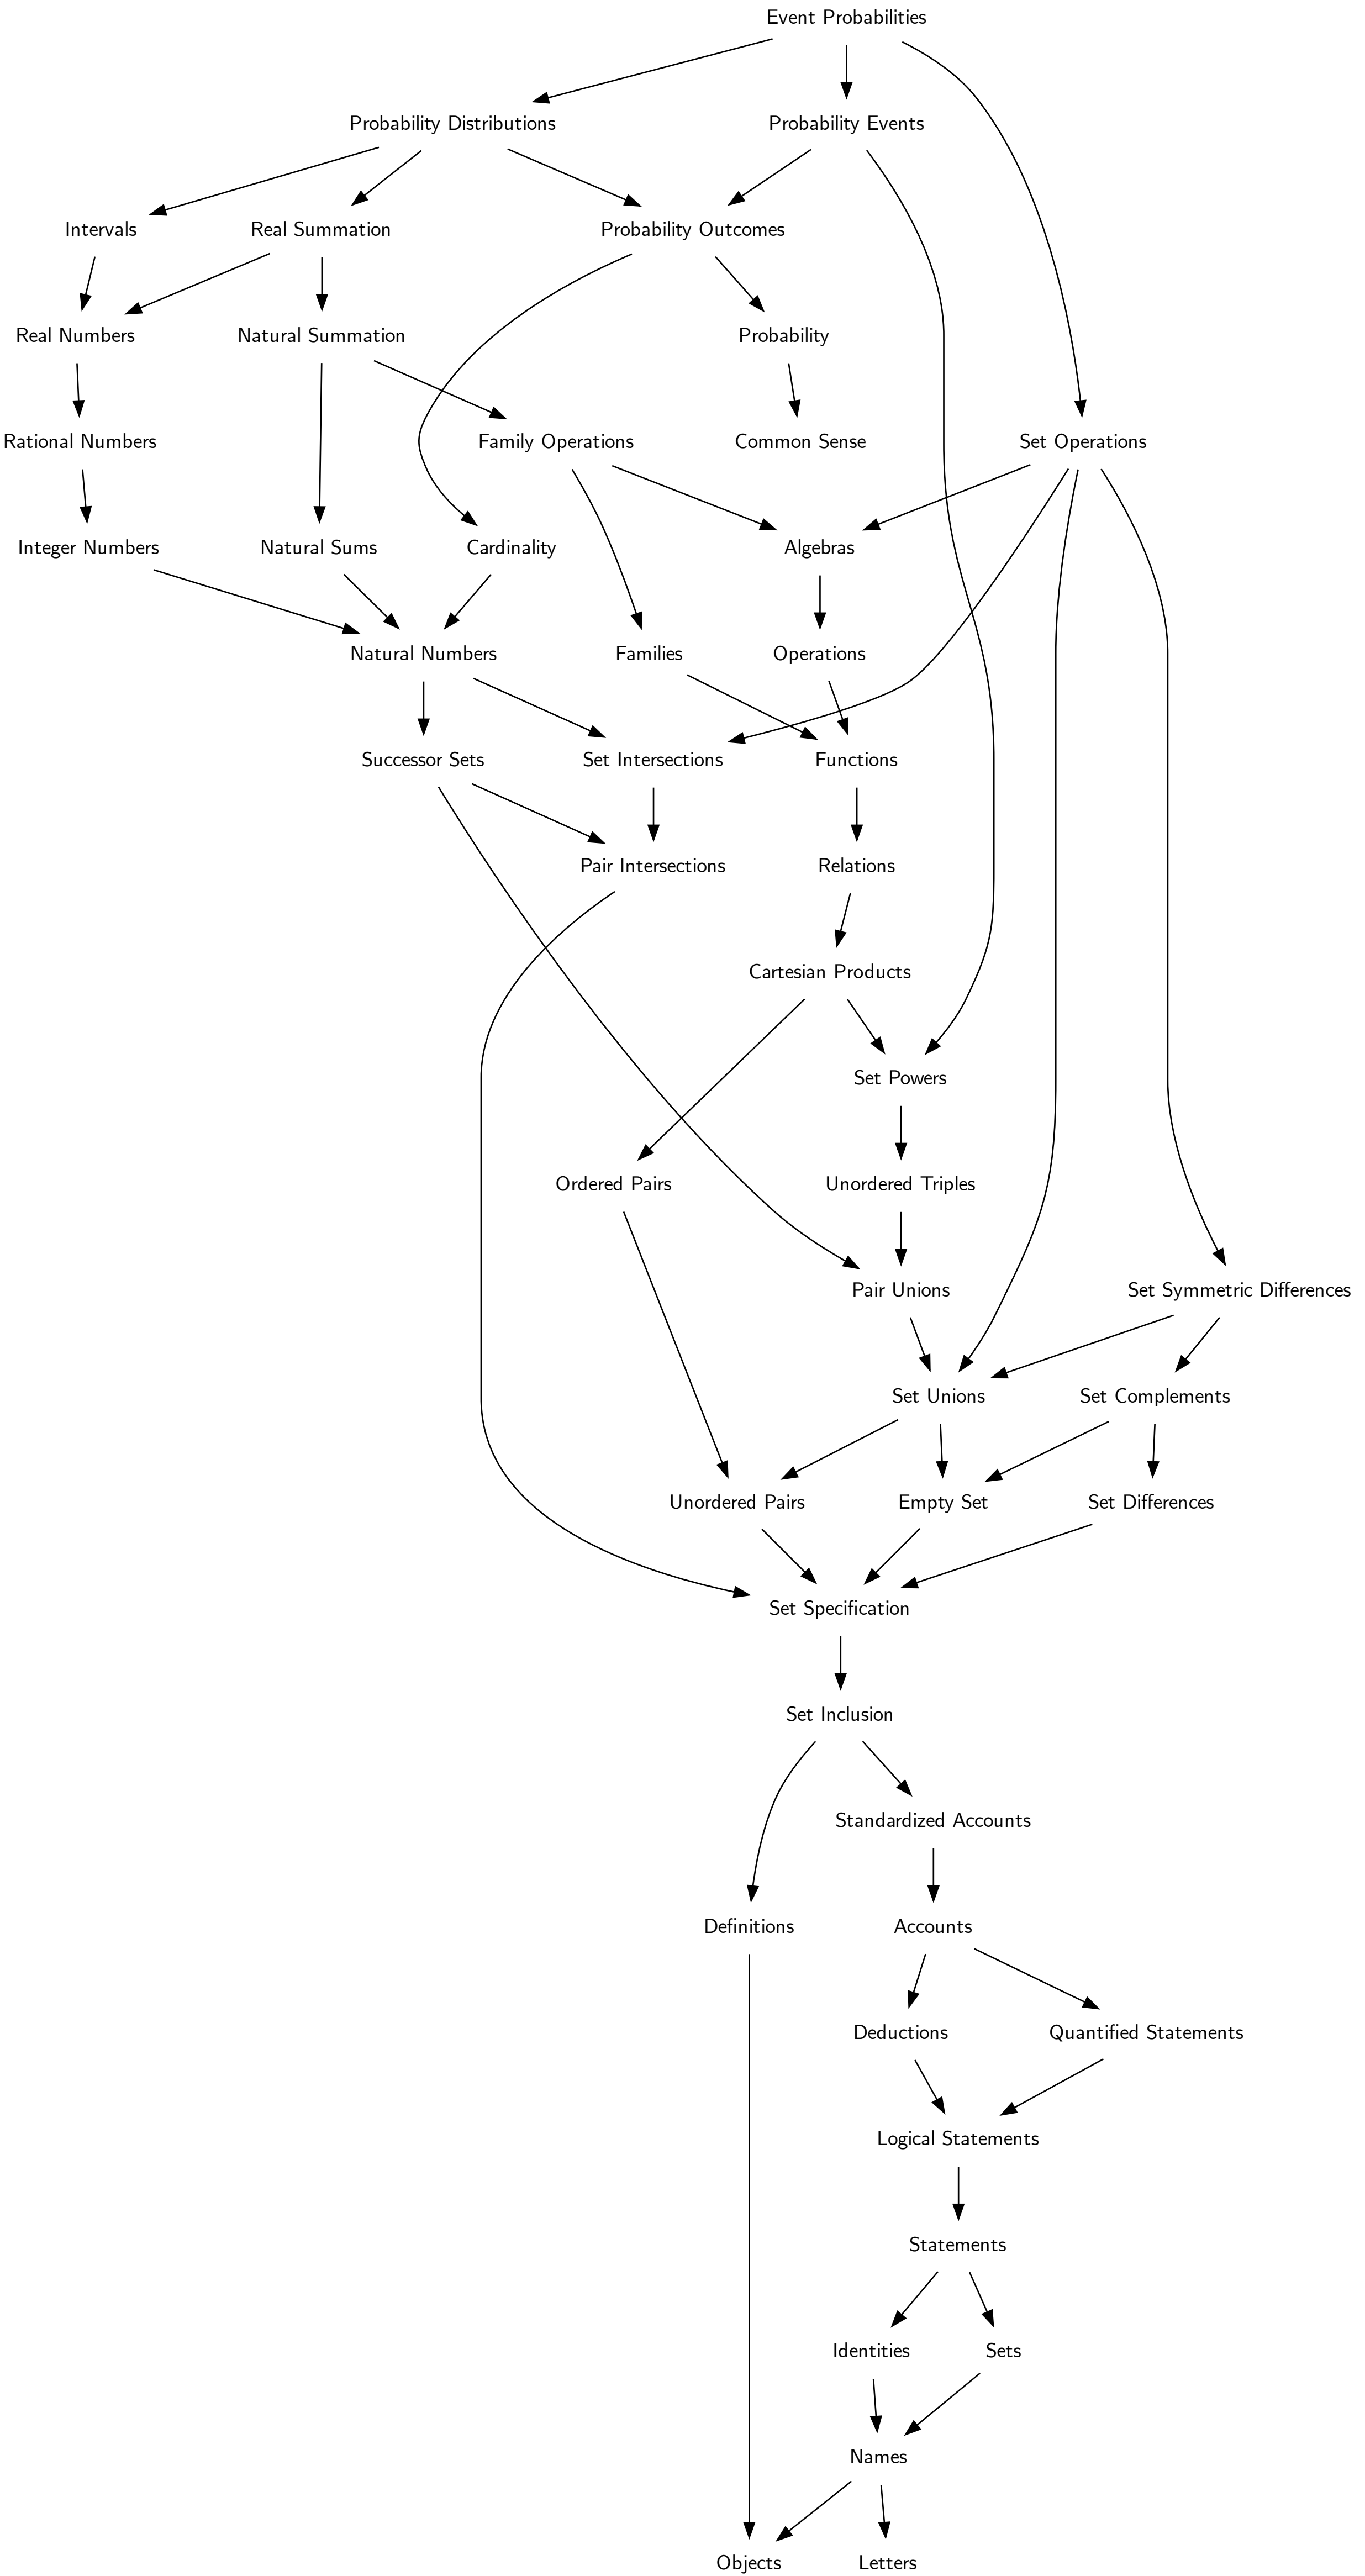 Event Probabilities
Probability Distributions
Probability Events
Intervals
Real Summation
Probability Outcomes
Real Numbers
Natural Summation
Probability
Rational Numbers
Family Operations
Common Sense
Set Operations
Integer Numbers
Natural Sums
Cardinality
Algebras
Natural Numbers
Families
Operations
Successor Sets
Set Intersections
Functions
Pair Intersections
Relations
Cartesian Products
Set Powers
Ordered Pairs
Unordered Triples
Pair Unions
Set Symmetric Differences
Set Unions
Set Complements
Unordered Pairs
Empty Set
Set Differences
Set Specification
Set Inclusion
Standardized Accounts
Definitions
Accounts
Deductions
Quantified Statements
Logical Statements
Statements
Identities
Sets
Names
Objects
Letters